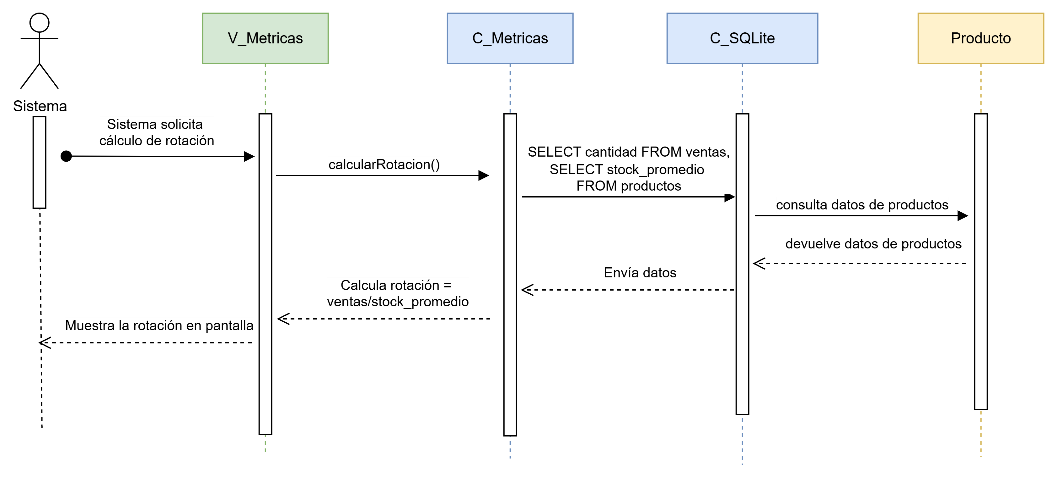 V_Metricas
C_Metricas
C_SQLite
Producto
Sistema
Sistema solicita
cálculo de rotación
calcularRotacion()
SELECT cantidad FROM ventas,
SELECT stock_promedio
FROM productos
consulta datos de productos
devuelve datos de productos
Envía datos
Calcula rotación =
ventas/stock_promedio
Muestra la rotación en pantalla